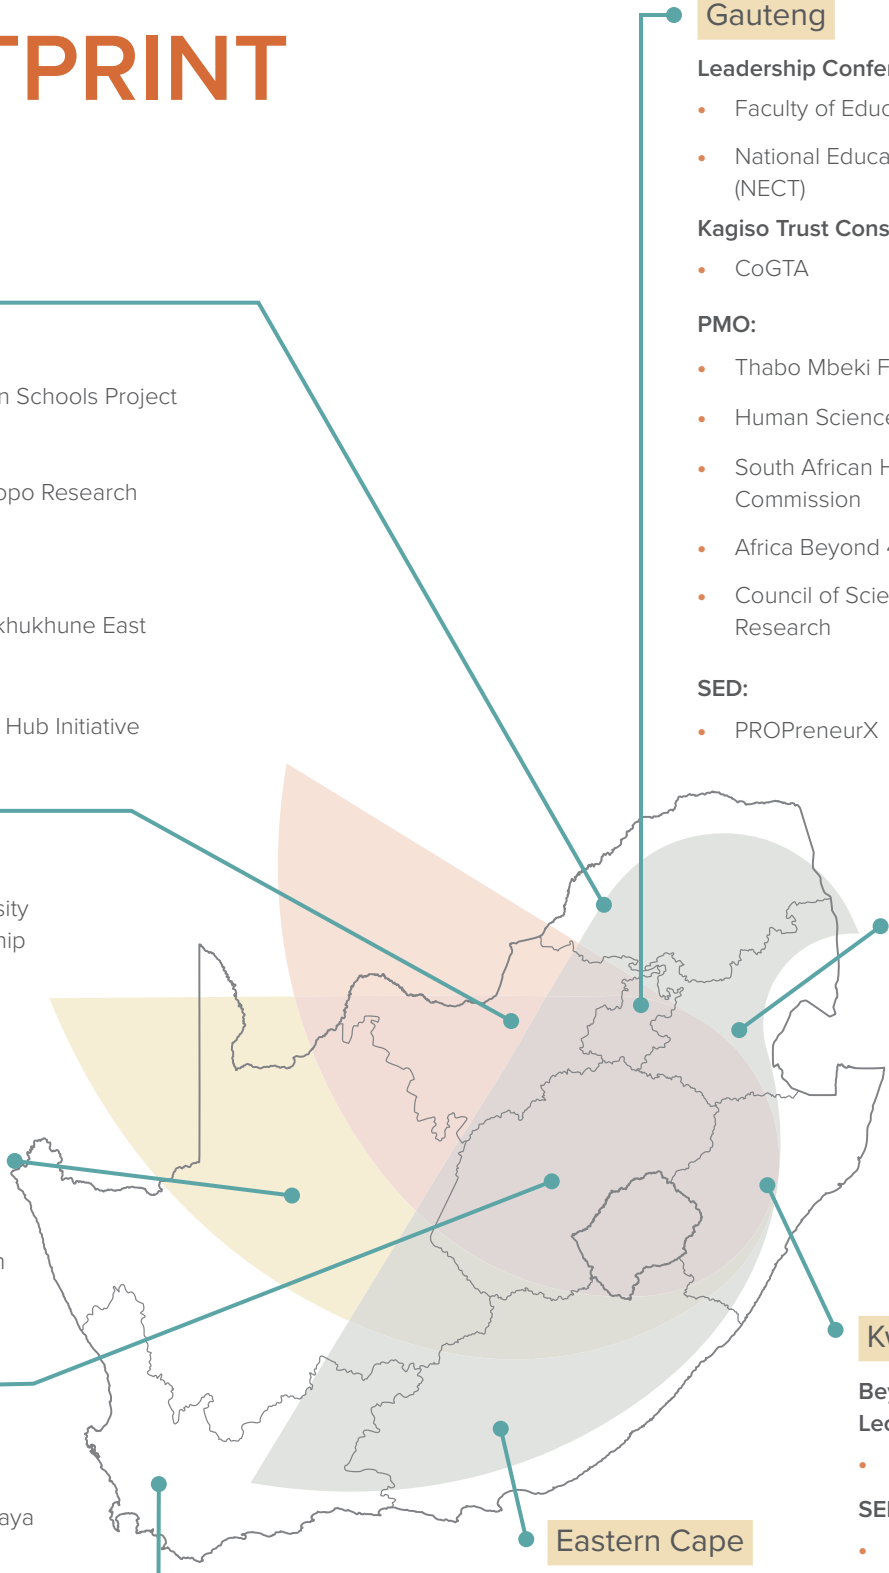 TPRINT
n Schools Project
opo Research
khukhune East
Hub Initiative
sity
hip
n
aya
Gauteng
Leadership Confer
• Faculty of Educ
• National Educa
(NECT)
Kagiso Trust Cons
• CoGTA
PMO:
• Thabo Mbeki F
• Human Science
• South African H
Commission
• Africa Beyond
• Council of Scie
Research
SED:
• PROPreneurX
Kw
Bey
Lec
•
SE
•
Eastern Cape